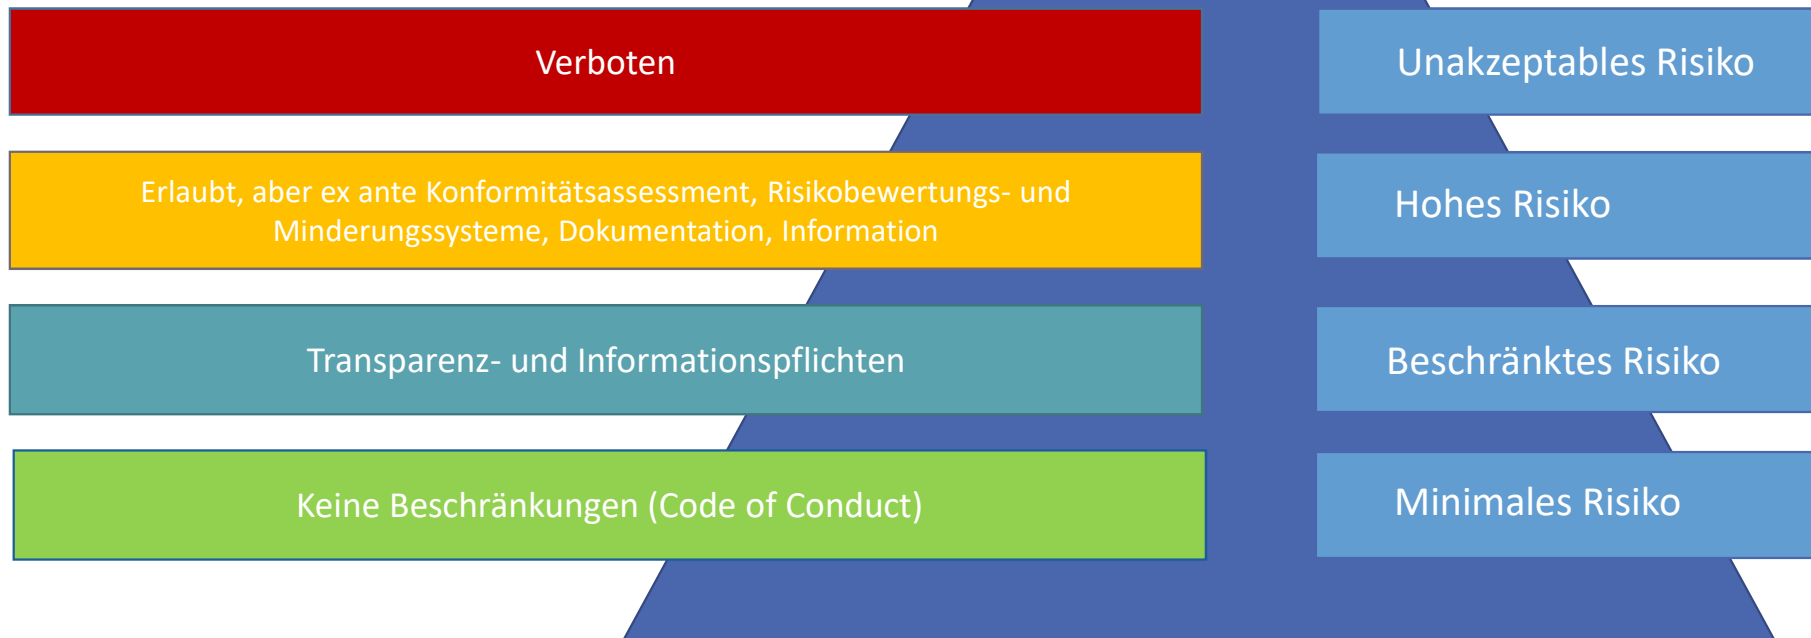 Verboten
Unakzeptables Risiko
Erlaubt, aber ex ante Konformitätsassessment, Risikobewertungs- und
Minderungssysteme, Dokumentation, Information
Hohes Risiko
Transparenz- und Informationspflichten
Beschränktes Risiko
Keine Beschränkungen (Code of Conduct)
Minimales Risiko